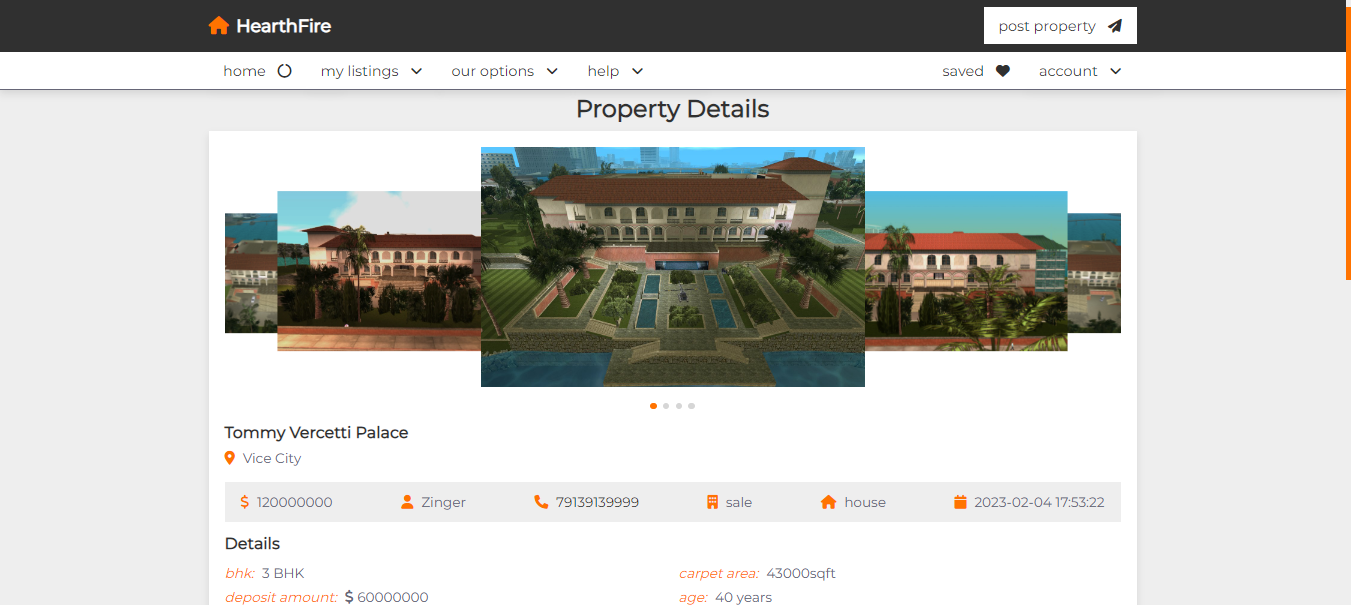 HearthFire
post property
home my listings our options help saved account
Property Details
Tommy Vercetti Palace
Vice City
$ 120000000 Zinger 79139139999 sale house 2023-02-04 17:53:22
Details
bhk: 3 BHK carpet area: 43000sqft
deposit amount: $ 60000000 age: 40 years